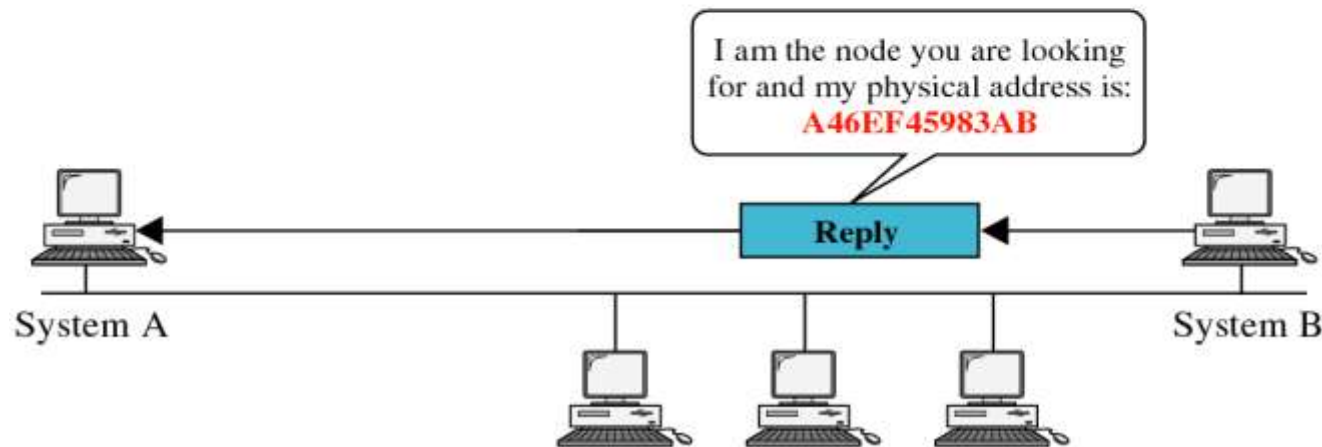 I am the node you are looking
for and my physical address is:
A46EF45983AB
Reply
System A
System B